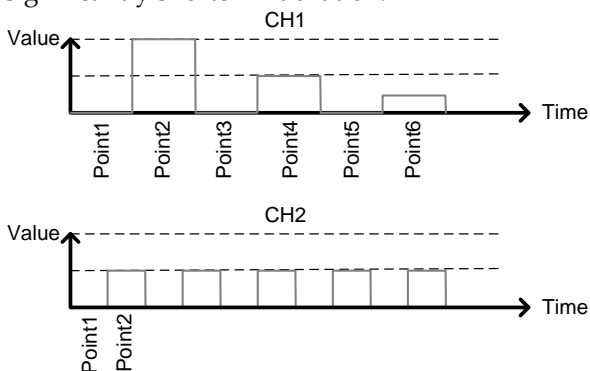 CH1
Value
Time
Point1
Point2
Point3
Point4
Point5
Point6
CH2
Value
Time
Point1
Point2